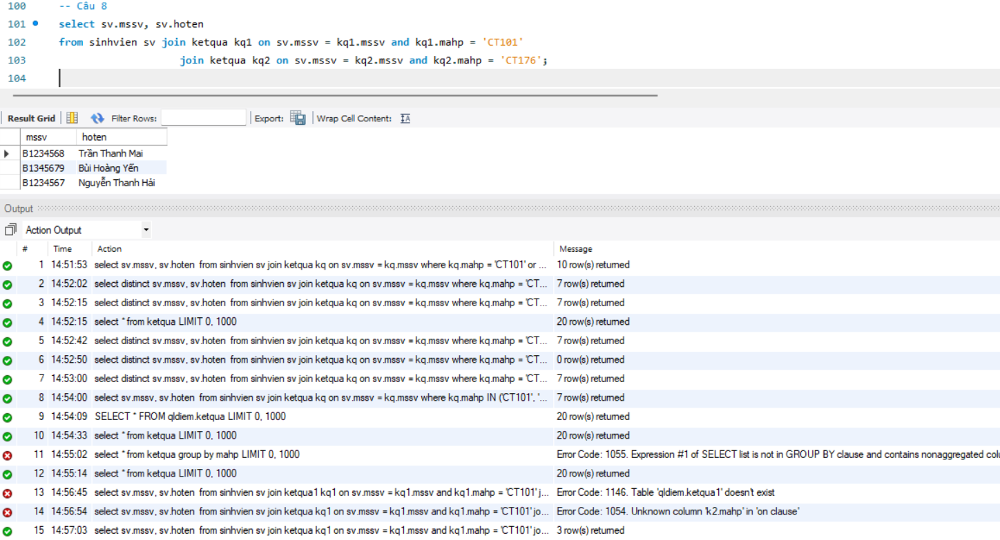 100 -- Câu 8
101 select sv.mssv, sv.hoten
102 from sinhvien sv join ketqua kq1 on sv.mssv = kq1.mssv and kq1.mahp = 'CT101'
103 join ketqua kq2 on sv.mssv = kq2.mssv and kq2.mahp = 'CT176';
104
Result Grid Filter Rows: Export: Wrap Cell Content:
mssv hoten
B1234568 Trần Thanh Mai
B1345679 Bùi Hoàng Yến
B1234567 Nguyễn Thanh Hải
Output
Action Output
# Time Action Message
1 14:51:53 select sv.mssv, sv.hoten from sinhvien sv join ketqua kq on sv.mssv = kq.mssv where kq.mahp = 'CT101' or ... 10 row(s) returned
2 14:52:02 select distinct sv.mssv, sv.hoten from sinhvien sv join ketqua kq on sv.mssv = kq.mssv where kq.mahp = 'CT... 7 row(s) returned
3 14:52:15 select distinct sv.mssv, sv.hoten from sinhvien sv join ketqua kq on sv.mssv = kq.mssv where kq.mahp = 'CT... 7 row(s) returned
4 14:52:15 select * from ketqua LIMIT 0, 1000 20 row(s) returned
5 14:52:42 select distinct sv.mssv, sv.hoten from sinhvien sv join ketqua kq on sv.mssv = kq.mssv where kq.mahp = 'CT... 7 row(s) returned
6 14:52:50 select distinct sv.mssv, sv.hoten from sinhvien sv join ketqua kq on sv.mssv = kq.mssv where kq.mahp = 'CT... 0 row(s) returned
7 14:53:00 select distinct sv.mssv, sv.hoten from sinhvien sv join ketqua kq on sv.mssv = kq.mssv where kq.mahp = 'CT... 7 row(s) returned
8 14:54:00 select sv.mssv, sv.hoten from sinhvien sv join ketqua kq on sv.mssv = kq.mssv where kq.mahp IN ('CT101', '... 7 row(s) returned
9 14:54:09 SELECT * FROM qldiem.ketqua LIMIT 0, 1000 20 row(s) returned
10 14:54:33 select * from ketqua LIMIT 0, 1000 20 row(s) returned
11 14:55:02 select * from ketqua group by mahp LIMIT 0, 1000 Error Code: 1055. Expression #1 of SELECT list is not in GROUP BY clause and contains nonaggregated colu
12 14:55:14 select * from ketqua LIMIT 0, 1000 20 row(s) returned
13 14:56:45 select sv.mssv, sv.hoten from sinhvien sv join ketqua1 kq1 on sv.mssv = kq1.mssv and kq1.mahp = 'CT101' j... Error Code: 1146. Table 'qldiem.ketqua1' doesn't exist
14 14:56:54 select sv.mssv, sv.hoten from sinhvien sv join ketqua kq1 on sv.mssv = kq1.mssv and kq1.mahp = 'CT101' jo... Error Code: 1054. Unknown column 'k2.mahp' in 'on clause'
15 14:57:03 select sv.mssv, sv.hoten from sinhvien sv join ketqua kq1 on sv.mssv = kq1.mssv and kq1.mahp = 'CT101' jo... 3 row(s) returned